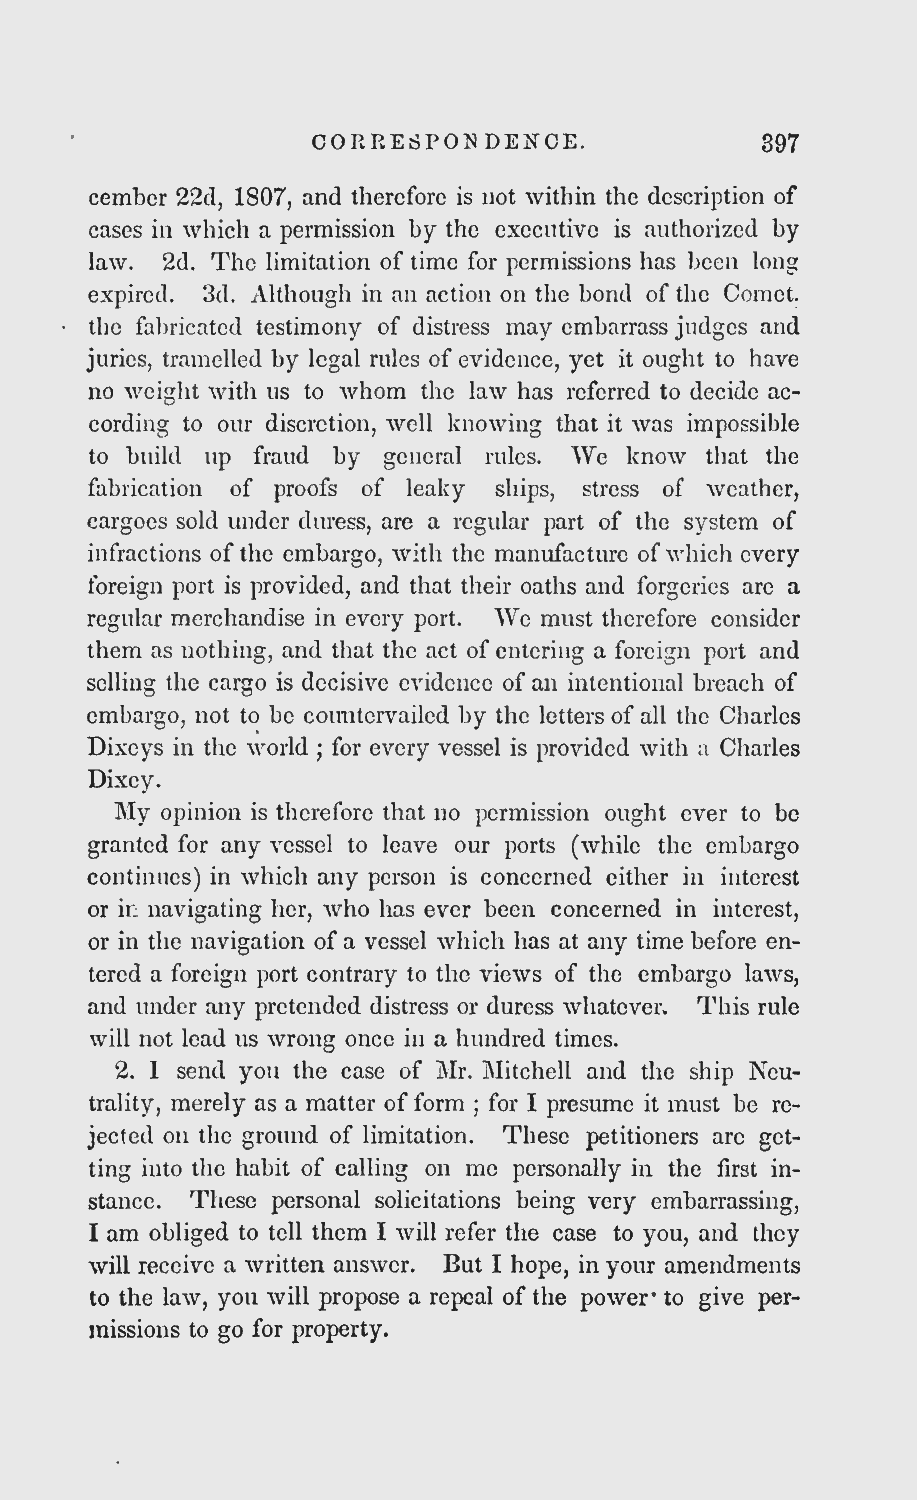 CORRESPONDENCE. 397
cember 22d, 1807, and therefore is not within the description of
cases in which a permission by the executive is authorized by
law. 2d. The limitation of time for permissions has been long
expired. 3d. Although in an action on the bond of the Comet.
the fabricated testimony of distress may embarrass judges and
juries, tramelled by legal rules of evidence, yet it ought to have
no weight with us to whom the law has referred to decide ac-
cording to our discretion, well knowing that it was impossible
to build up fraud by general rules. We know that the
fabrication of proofs of leaky ships, stress of weather,
cargoes sold under duress, are a regular part of the system of
infractions of the embargo, with the manufacture of which every
foreign port is provided, and that their oaths and forgeries are a
regular merchandise in every port. We must therefore consider
them as nothing, and that the act of entering a foreign port and
selling the cargo is decisive evidence of an intentional breach of
embargo, not to be countervailed by the letters of all the Charles
Dixeys in the world ; for every vessel is provided with a Charles
Dixey.
My opinion is therefore that no permission ought ever to be
granted for any vessel to leave our ports (while the embargo
continues) in which any person is concerned either in interest
or in navigating her, who has ever been concerned in interest,
or in the navigation of a vessel which has at any time before en-
tered a foreign port contrary to the views of the embargo laws,
and under any pretended distress or duress whatever. This rule
will not lead us wrong once in a hundred times.
2. I send you the case of Mr. Mitchell and the ship Neu-
trality, merely as a matter of form ; for I presume it must be re-
jected on the ground of limitation. These petitioners are get-
ting into the habit of calling on me personally in the first in-
stance. These personal solicitations being very embarrassing,
I am obliged to tell them I will refer the case to you, and they
will receive a written answer. But I hope, in your amendments
to the law, you will propose a repeal of the power to give per-
missions to go for property.